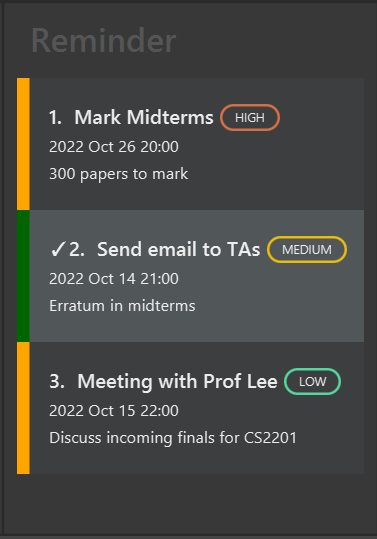 Reminder
1. Mark Midterms HIGH
2022 Oct 26 20:00
300 papers to mark
✓2. Send email to TAs MEDIUM
2022 Oct 14 21:00
Erratum in midterms
3. Meeting with Prof Lee LOW
2022 Oct 15 22:00
Discuss incoming finals for CS2201